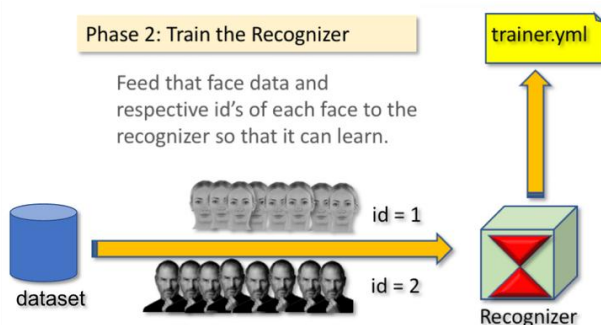 Phase 2: Train the Recognizer
trainer.yml
Feed that face data and
respective id's of each face to the
recognizer so that it can learn.
id = 1
id = 2
dataset
Recognizer